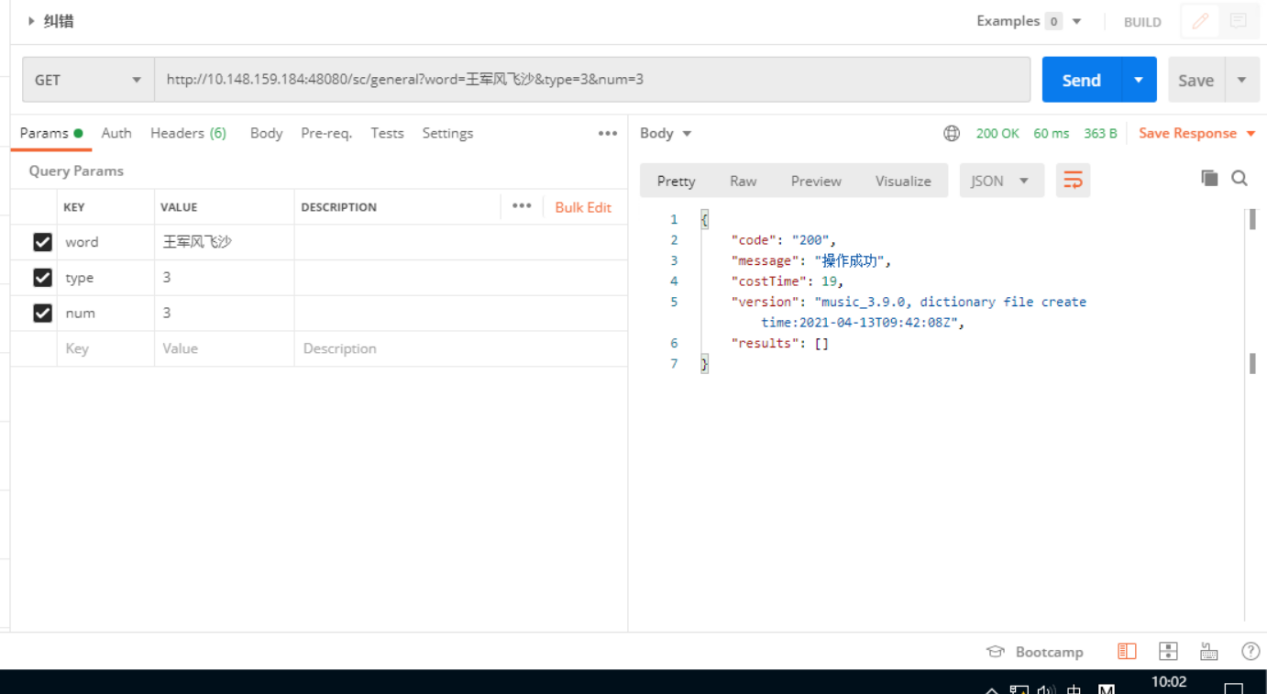 纠错
Examples 0
BUILD
GET
http://10.148.159.184:48080/sc/general?word=王军风飞沙&type=3&num=3
Send
Save
Params
Auth
Headers (6)
Body
Pre-req.
Tests
Settings
•••
Body
200 OK
60 ms
363 B
Save Response
Query Params
Pretty
Raw
Preview
Visualize
JSON
KEY
VALUE
DESCRIPTION
•••
Bulk Edit
word
王军风飞沙
type
3
num
3
Key
Value
Description
1 {
2 "code": "200",
3 "message": "操作成功",
4 "costTime": 19,
5 "version": "music_3.9.0, dictionary file create
time:2021-04-13T09:42:08Z",
6 "results": []
7 }
Bootcamp
?
中
M
10:02